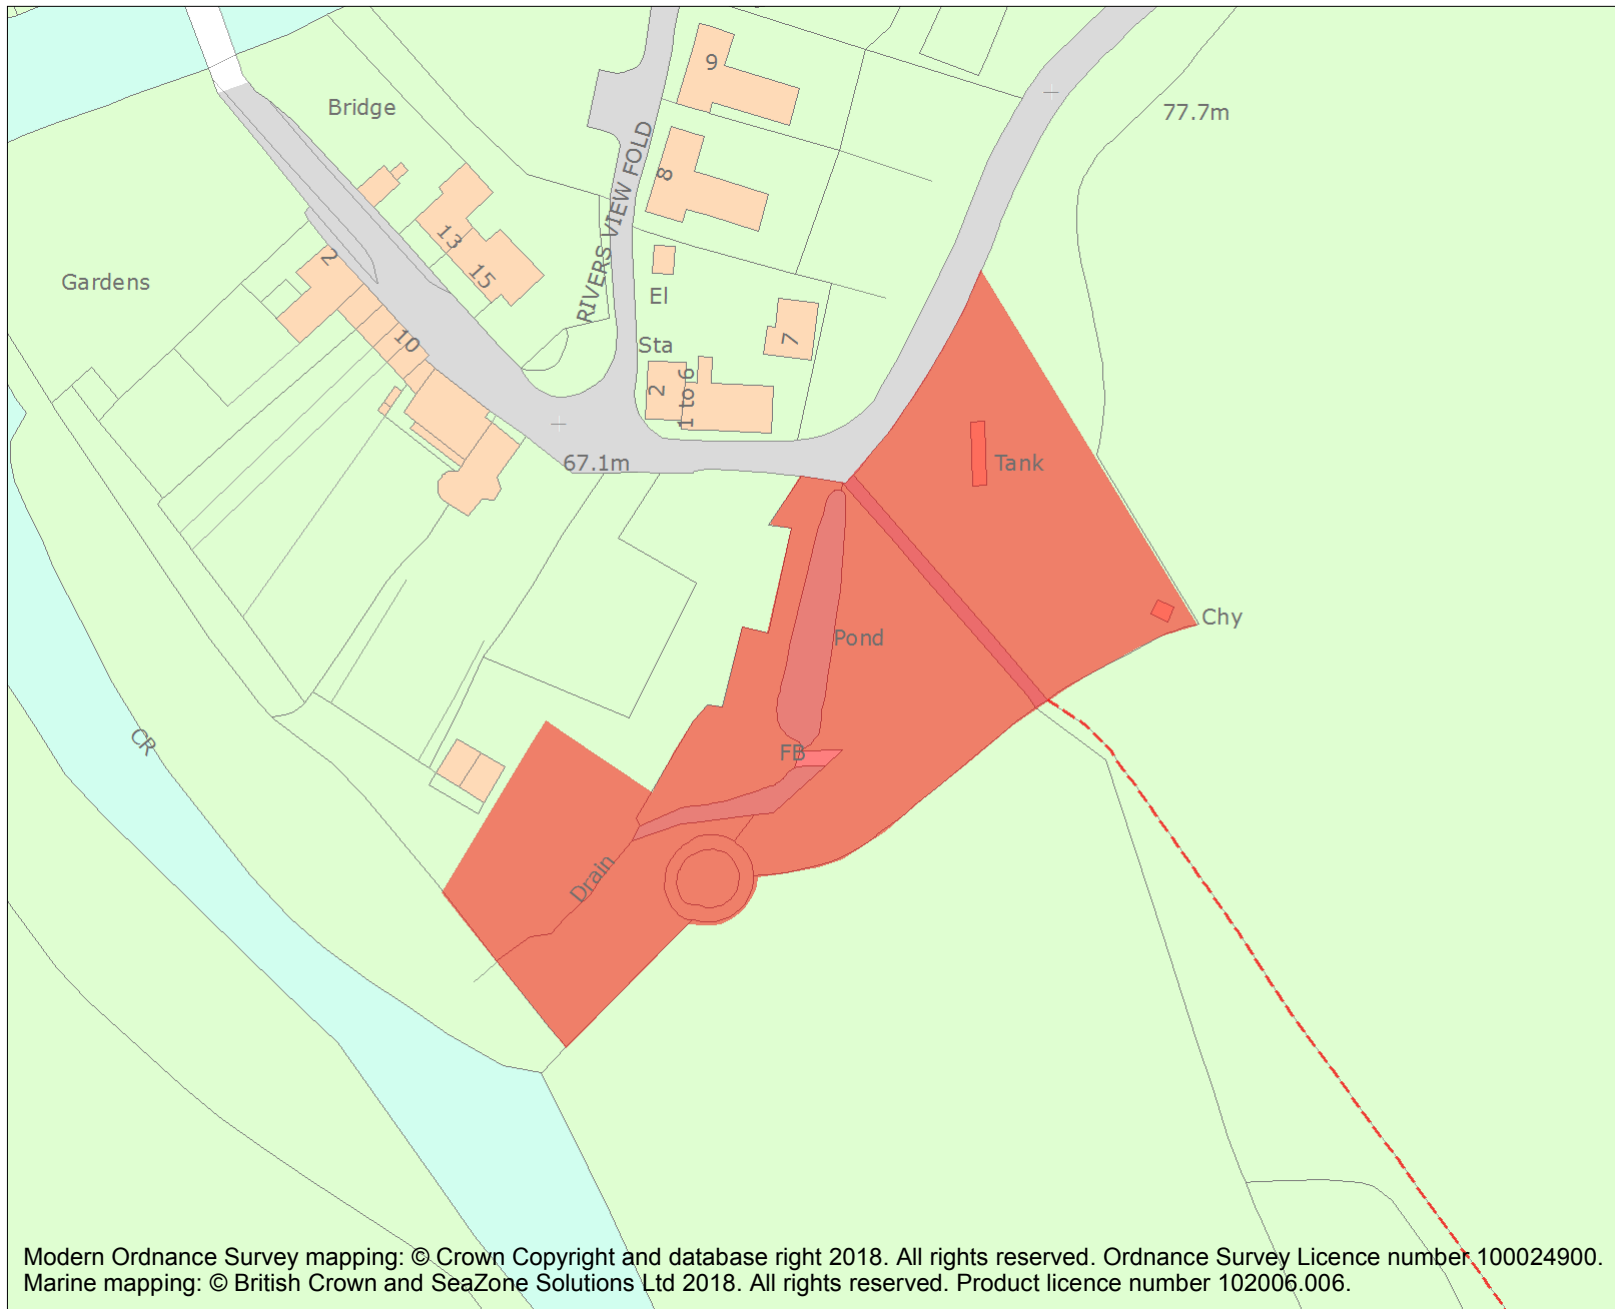 9
Bridge
77.7m
RIVERS VIEW FOLD
8
13
15
2
Gardens
El
Sta
7
10
2
1 to 6
67.1m
Tank
Chy
Pond
FB
CR
Drain
Modern Ordnance Survey mapping: © Crown Copyright and database right 2018. All rights reserved. Ordnance Survey Licence number 100024900.
Marine mapping: © British Crown and SeaZone Solutions Ltd 2018. All rights reserved. Product licence number 102006.006.